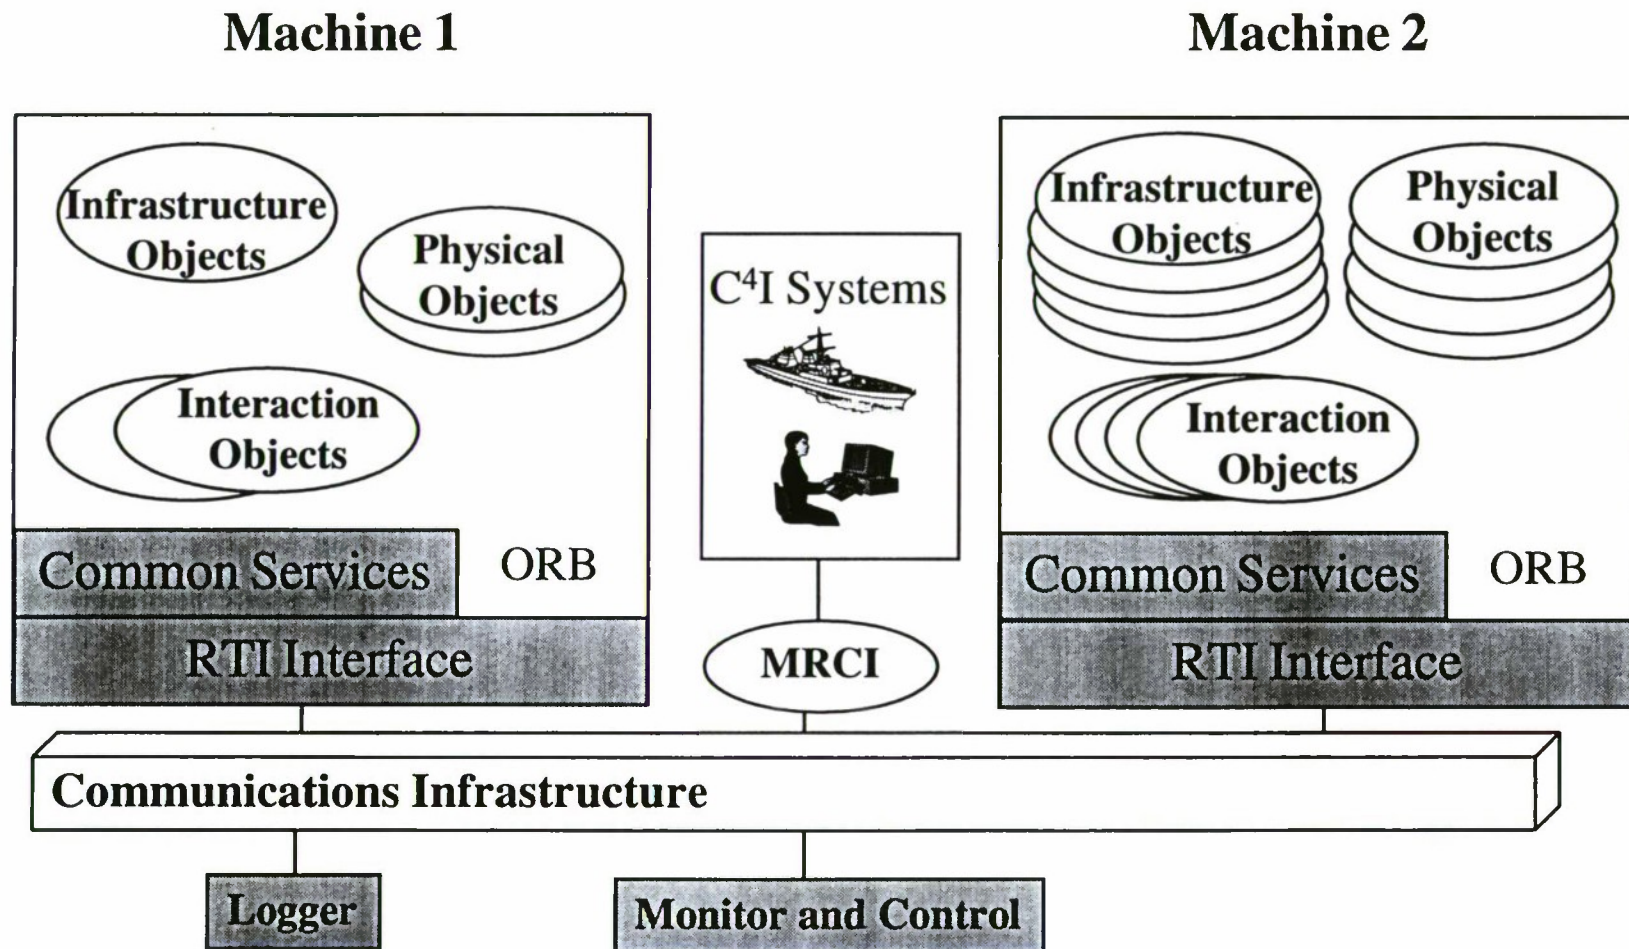 Machine 1
Machine 2
Infrastructure
Objects
Physical
Objects
Interaction
Objects
Common Services
ORB
RTI Interface
C⁴I Systems
MRCI
Infrastructure
Objects
Physical
Objects
Interaction
Objects
Common Services
ORB
RTI Interface
Communications Infrastructure
Logger
Monitor and Control